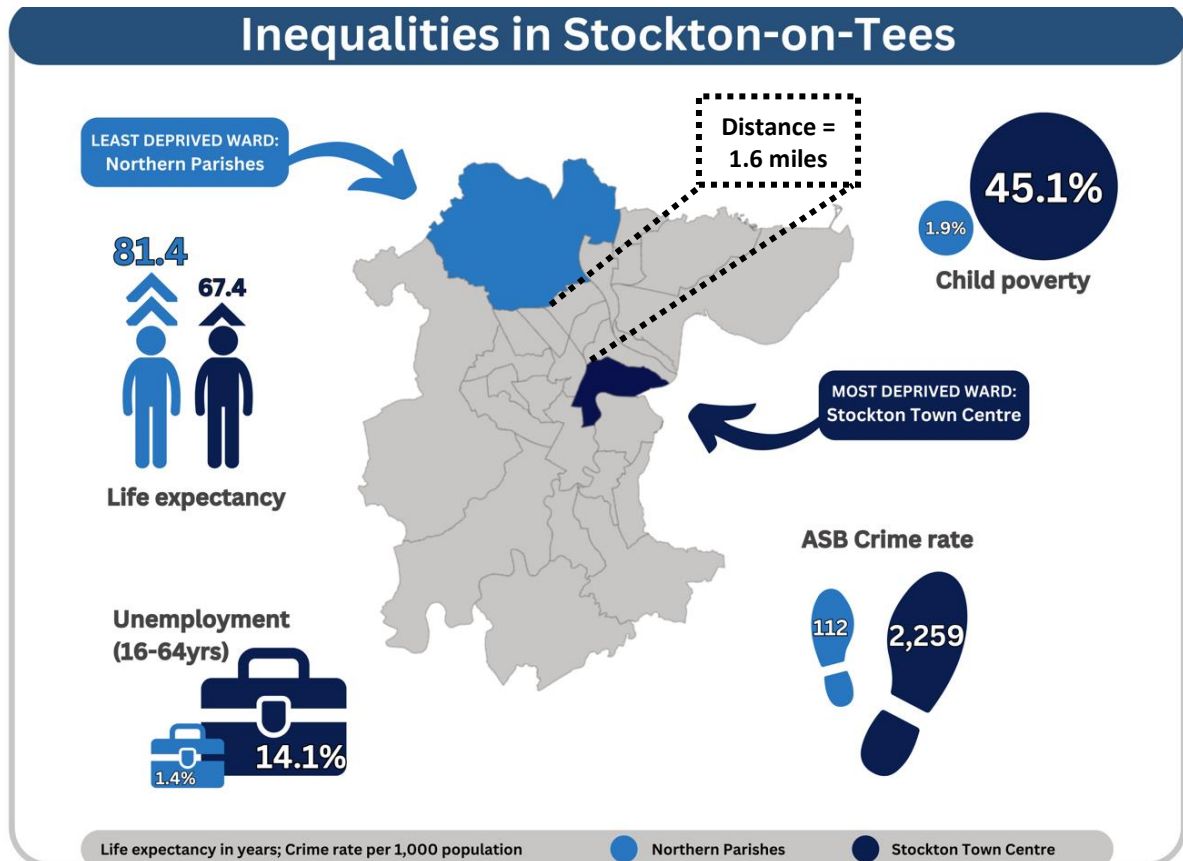 Inequalities in Stockton-on-Tees
LEAST DEPRIVED WARD:
Northern Parishes
Distance =
1.6 miles
45.1%
1.9%
Child poverty
81.4
67.4
Life expectancy
MOST DEPRIVED WARD:
Stockton Town Centre
ASB Crime rate
112
2,259
Unemployment
(16-64yrs)
14.1%
1.4%
Life expectancy in years; Crime rate per 1,000 population
Northern Parishes
Stockton Town Centre